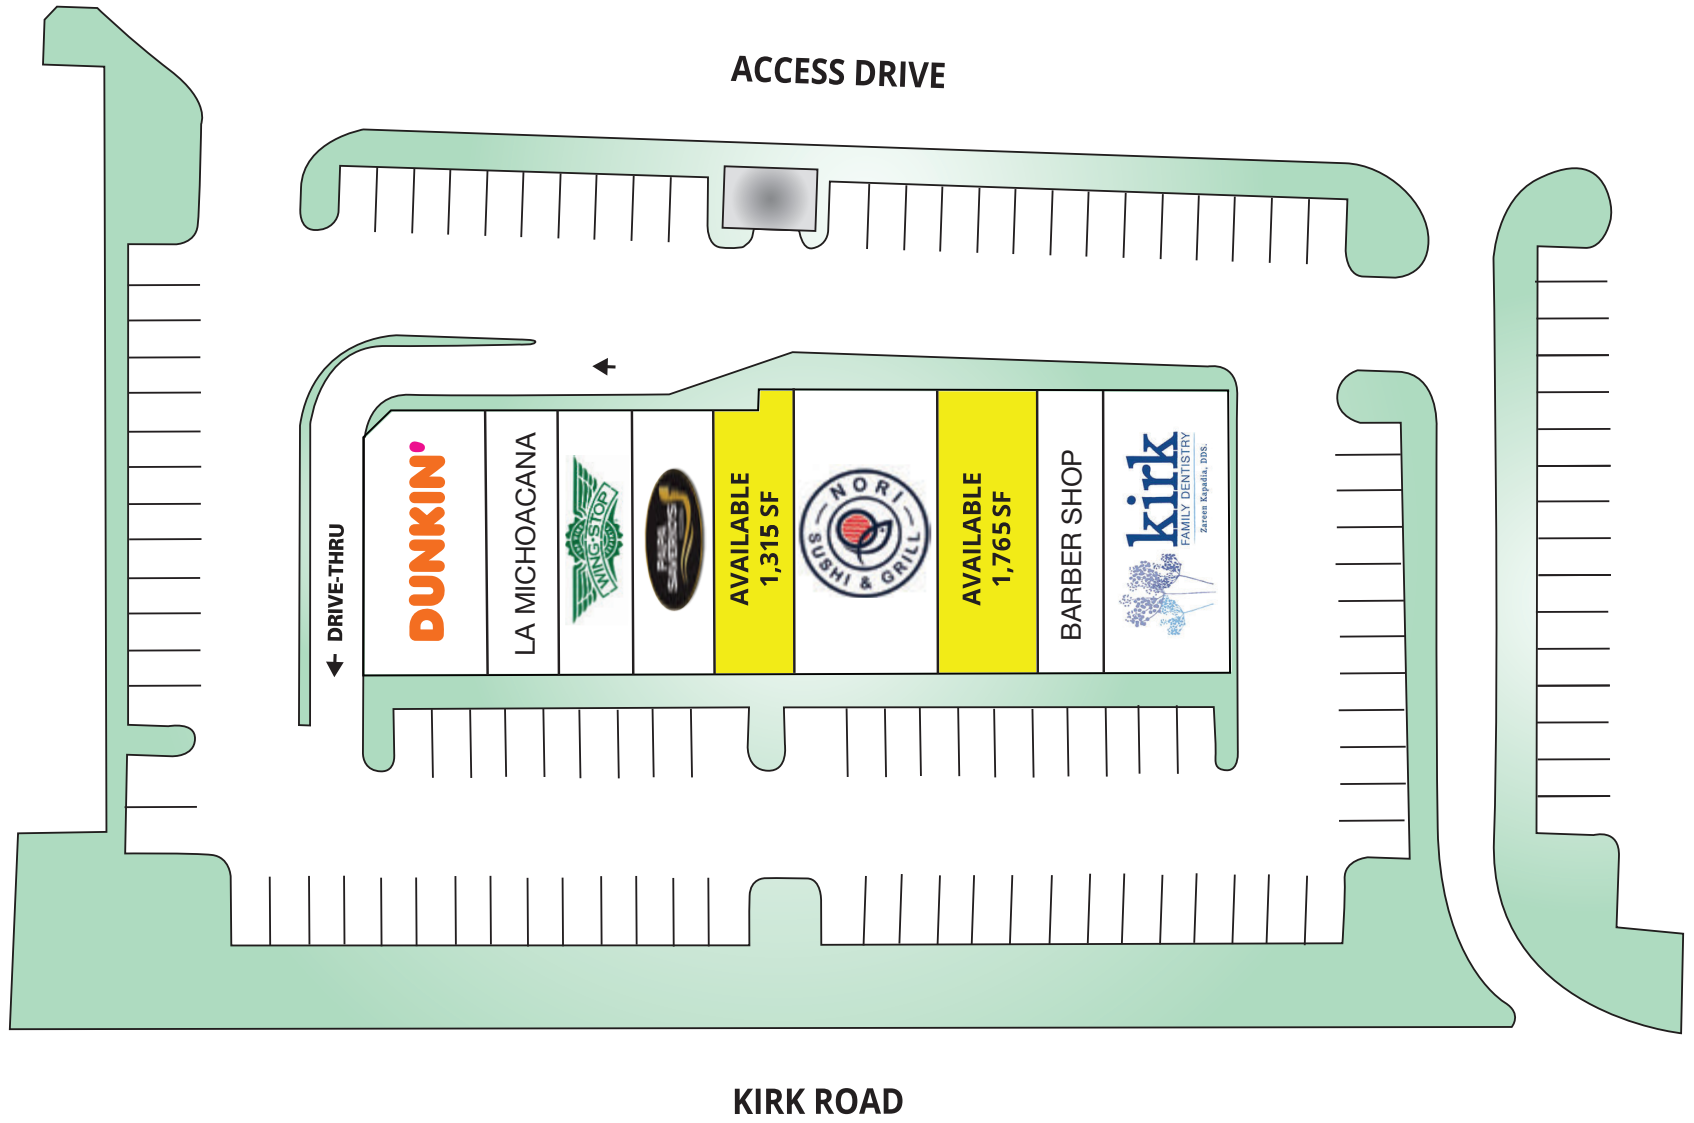 ACCESS DRIVE
DRIVE-THRU
DUNKIN'
LA MICHOACANA
WING·STOP
AVAILABLE
1,315 SF
NORI
SUSHI & GRILL
AVAILABLE
1,765 SF
BARBER SHOP
kirk
FAMILY DENTISTRY
Zareen Kapadia, DDS.
KIRK ROAD